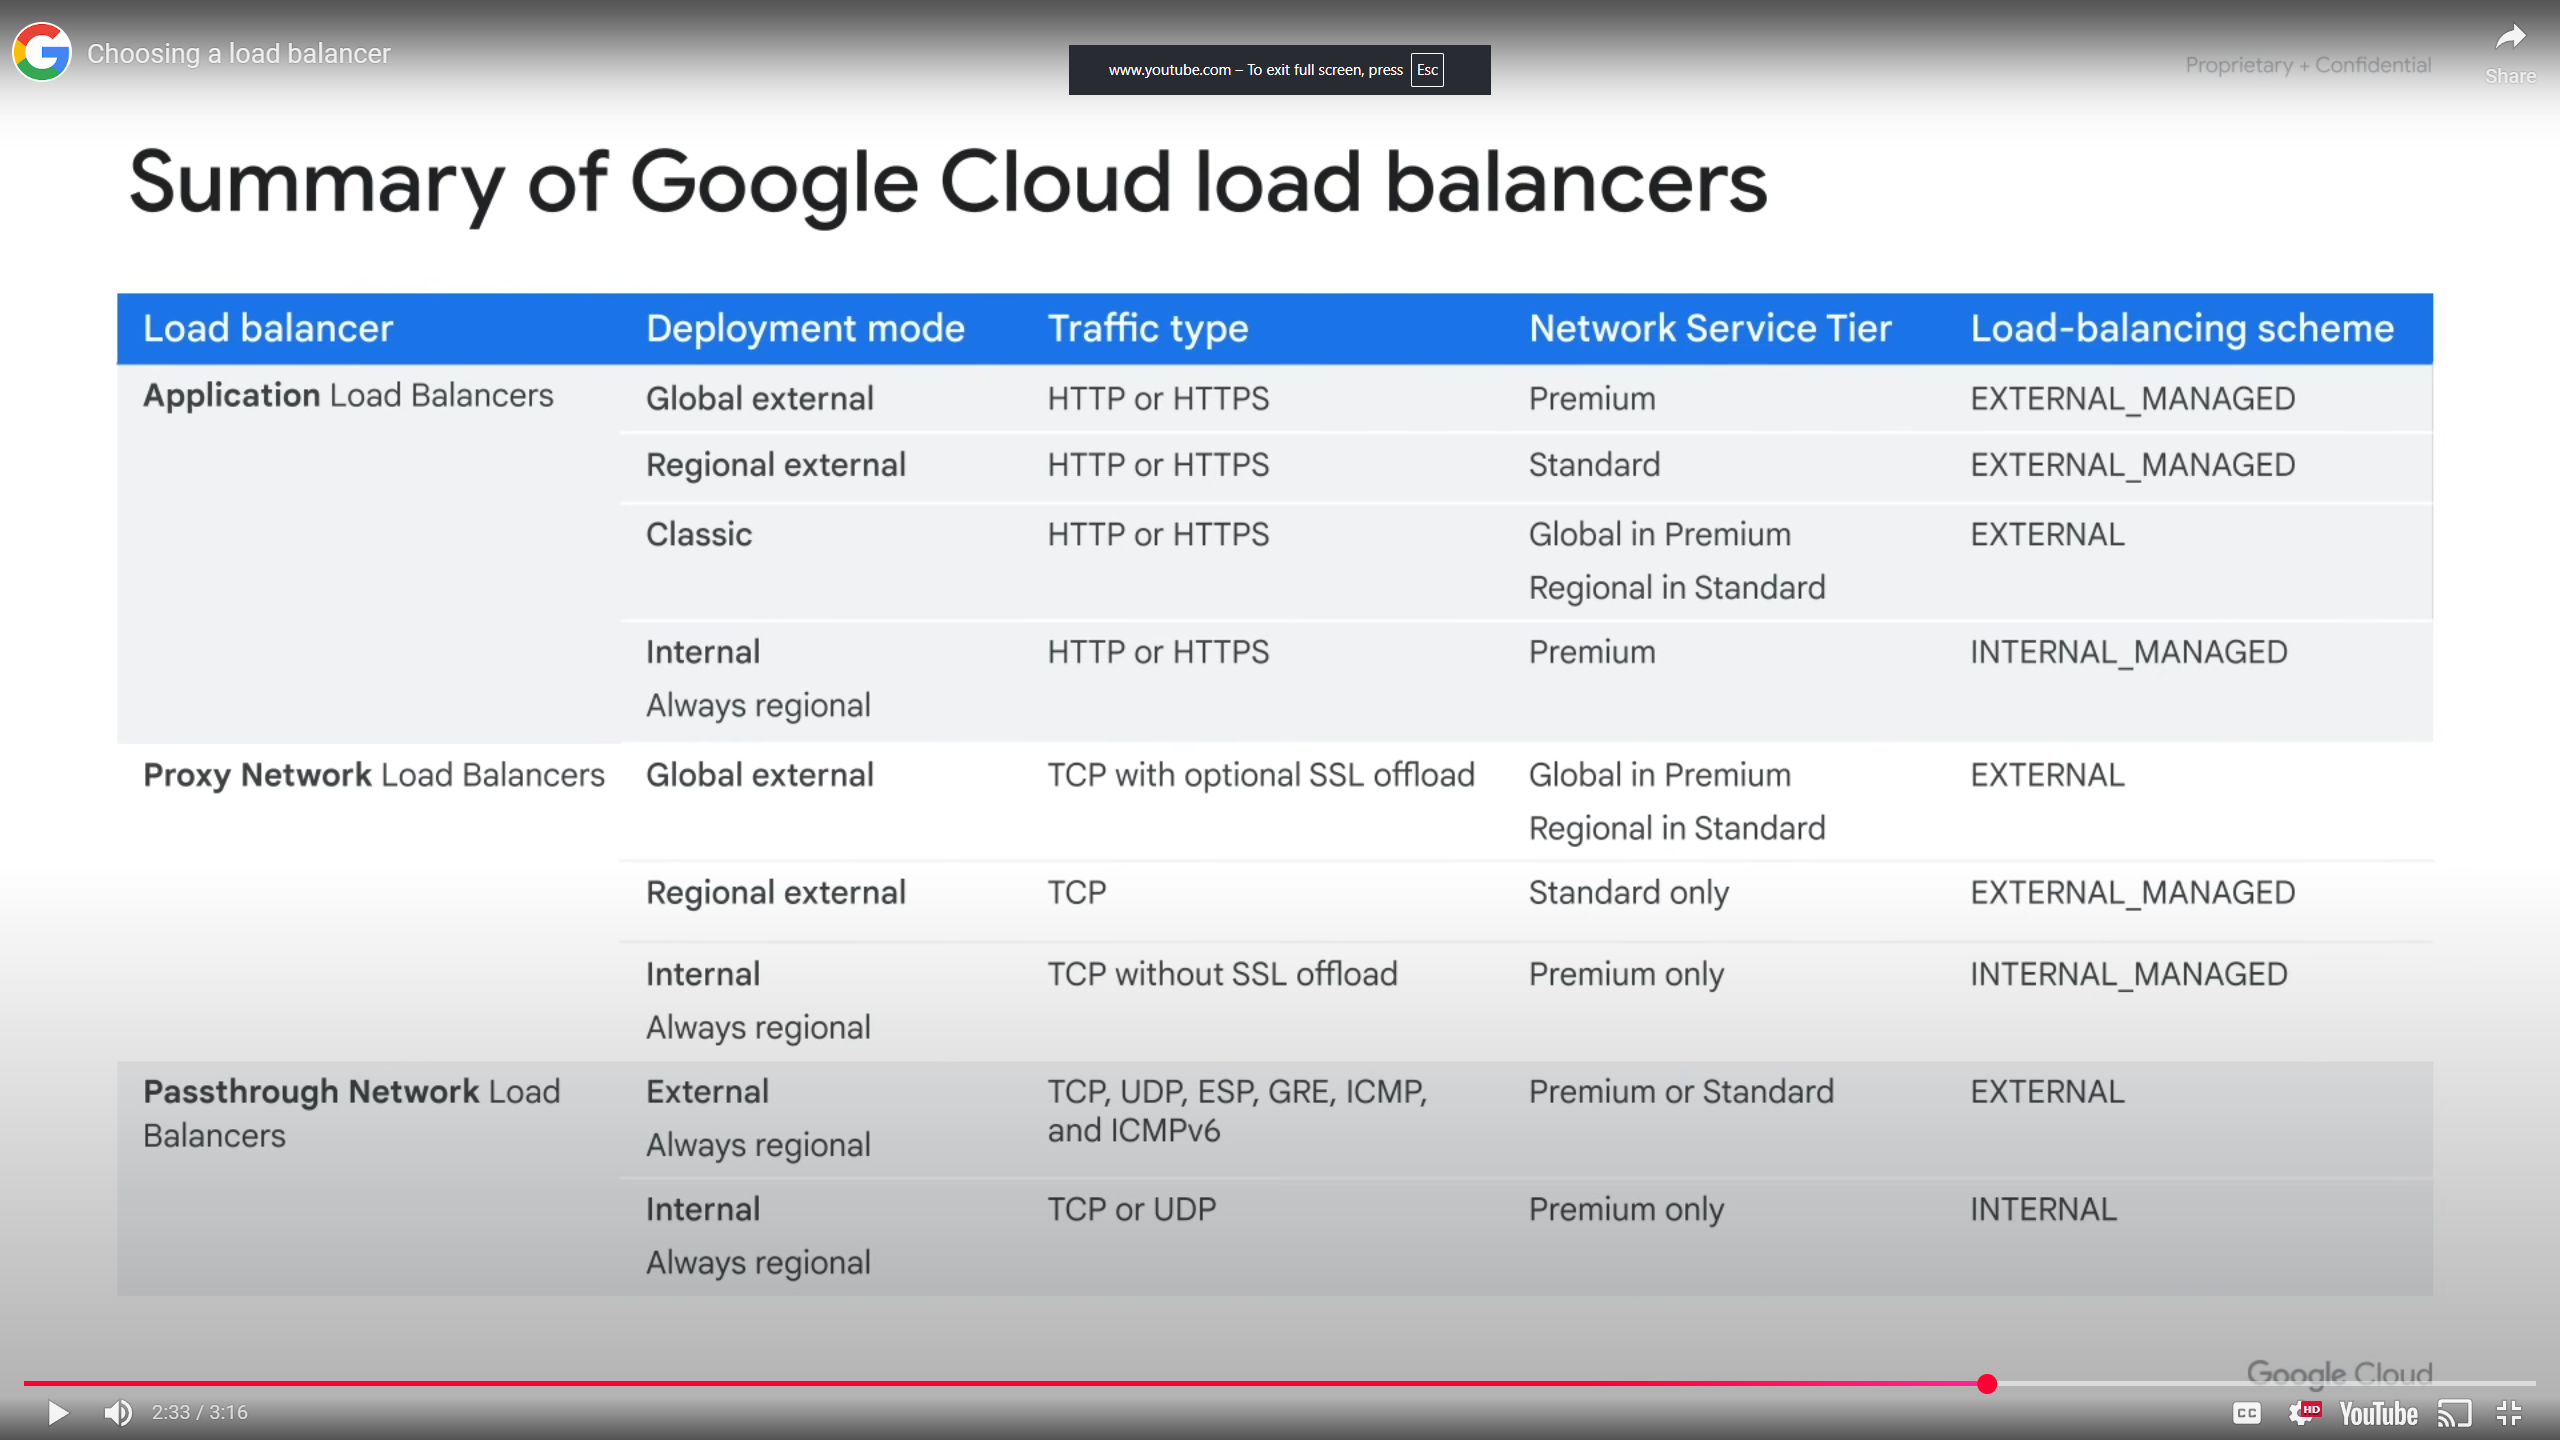 Choosing a load balancer
www.youtube.com – To exit full screen, press Esc
Proprietary + Confidential
Share
Summary of Google Cloud load balancers
Load balancer Deployment mode Traffic type Network Service Tier Load-balancing scheme
Application Load Balancers Global external HTTP or HTTPS Premium EXTERNAL_MANAGED
Regional external HTTP or HTTPS Standard EXTERNAL_MANAGED
Classic HTTP or HTTPS Global in Premium EXTERNAL
Regional in Standard
Internal HTTP or HTTPS Premium INTERNAL_MANAGED
Always regional
Proxy Network Load Balancers Global external TCP with optional SSL offload Global in Premium EXTERNAL
Regional in Standard
Regional external TCP Standard only EXTERNAL_MANAGED
Internal TCP without SSL offload Premium only INTERNAL_MANAGED
Always regional
Passthrough Network Load External TCP, UDP, ESP, GRE, ICMP, Premium or Standard EXTERNAL
Balancers Always regional and ICMPv6
Internal TCP or UDP Premium only INTERNAL
Always regional
Google Cloud
2:33 / 3:16
CC HD YouTube